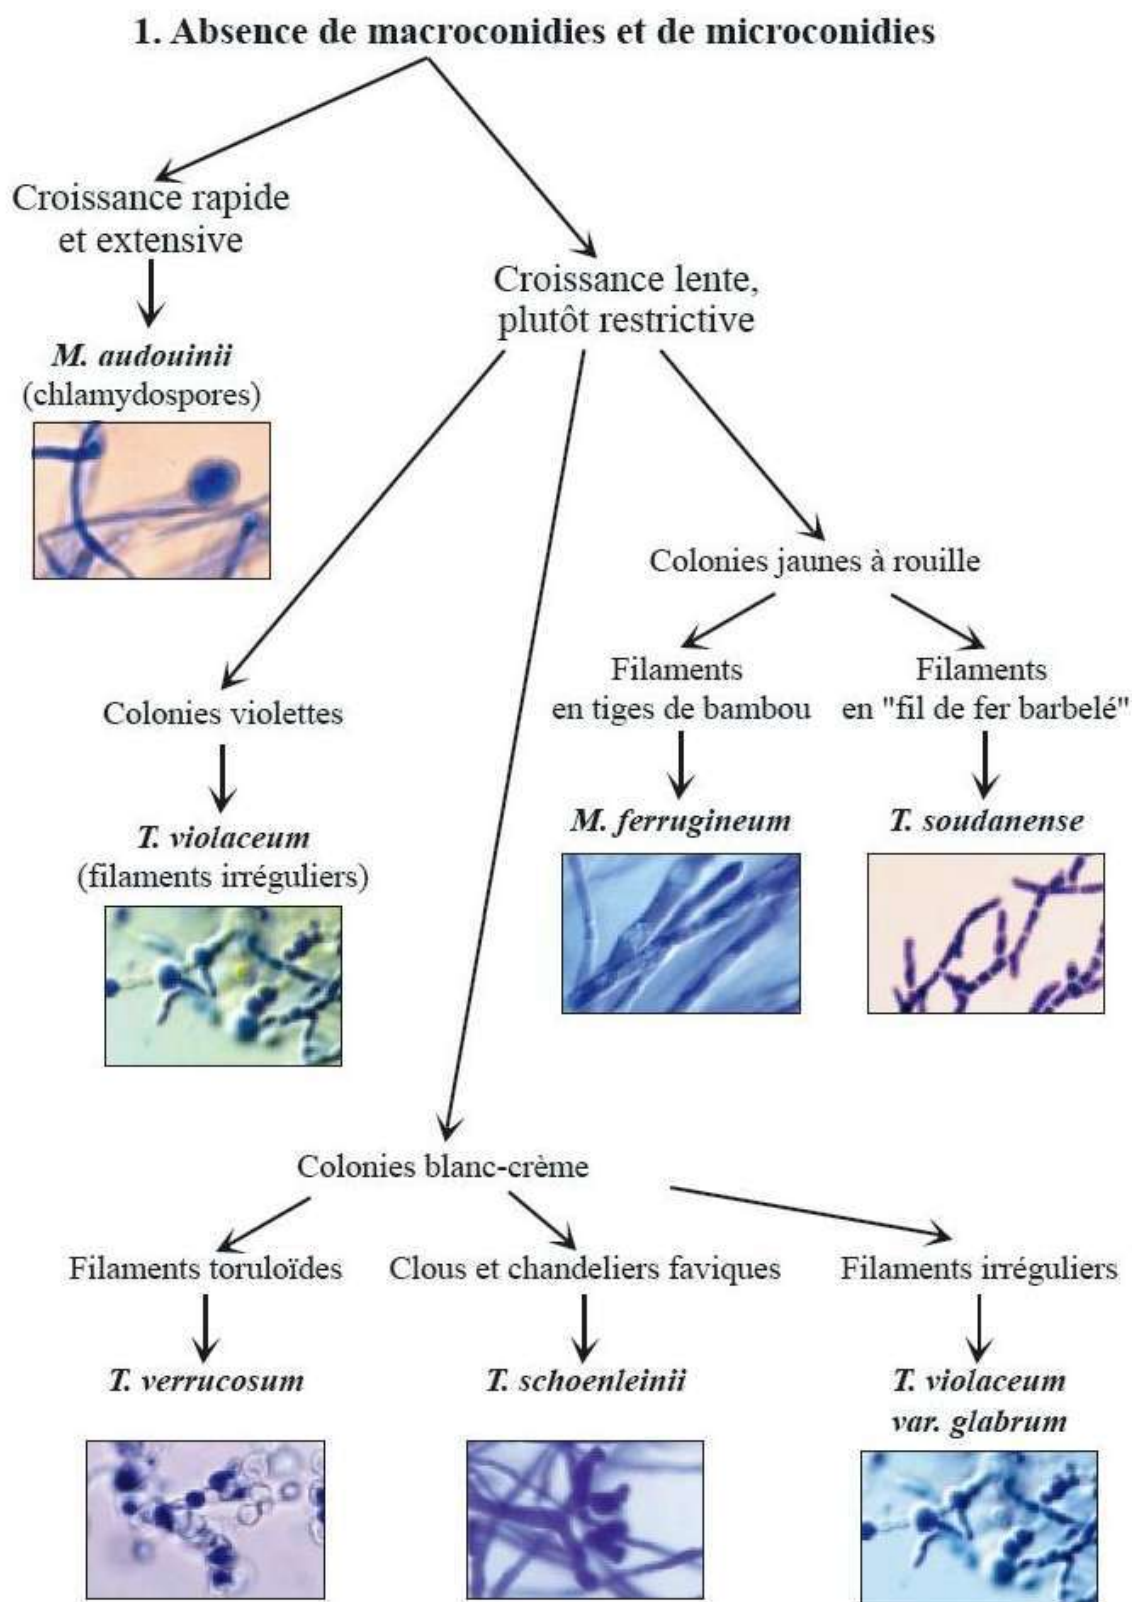 1. Absence de macroconidies et de microconidies
Croissance rapide
et extensive
M. audouinii
(chlamydospores)
Croissance lente,
plutôt restrictive
Colonies jaunes à rouille
Filaments
en tiges de bambou
Filaments
en "fil de fer barbelé"
M. ferrugineum
T. soudanense
Colonies violettes
T. violaceum
(filaments irréguliers)
Colonies blanc-crème
Filaments toruloïdes
Clous et chandeliers faviques
Filaments irréguliers
T. verrucosum
T. schoenleinii
T. violaceum
var. glabrum